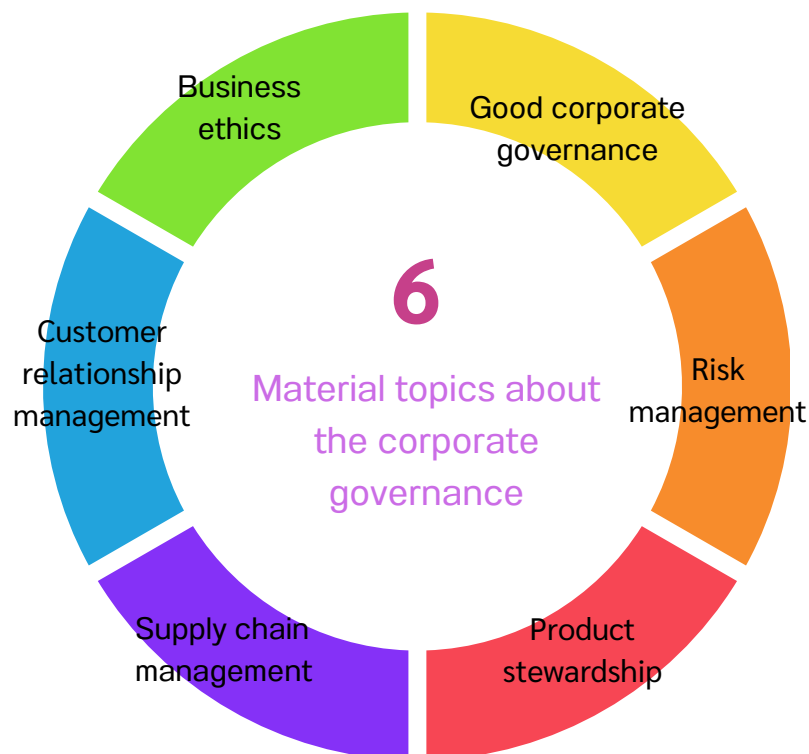 Business
ethics
Good corporate
governance
Customer
relationship
management
6
Material topics about
the corporate
governance
Risk
management
Supply chain
management
Product
stewardship